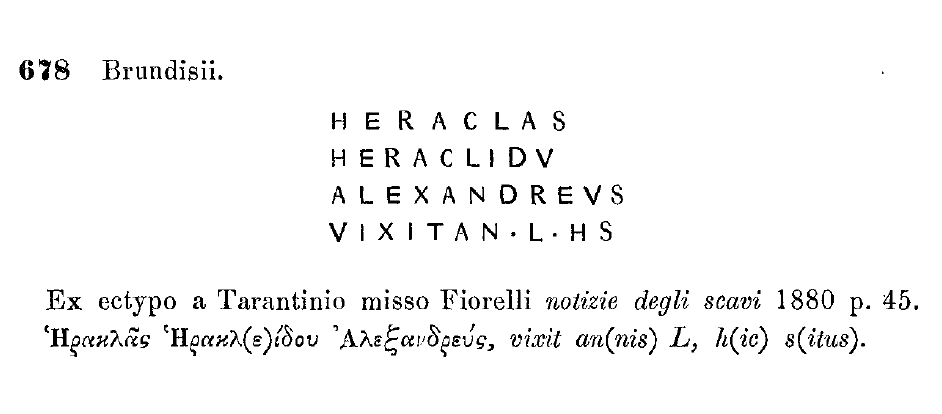 678 Brundisii.
HERACLAS
HERACLIDV
ALEXANDREVS
VIXITAN·L·HS
Ex ectypo a Tarantinio misso Fiorelli notizie degli scavi 1880 p. 45.
Ἡρακλᾶς Ἡρακλ(ε)ίδου Ἀλεξανδρεύς, vixit an(nis) L, h(ic) s(itus).